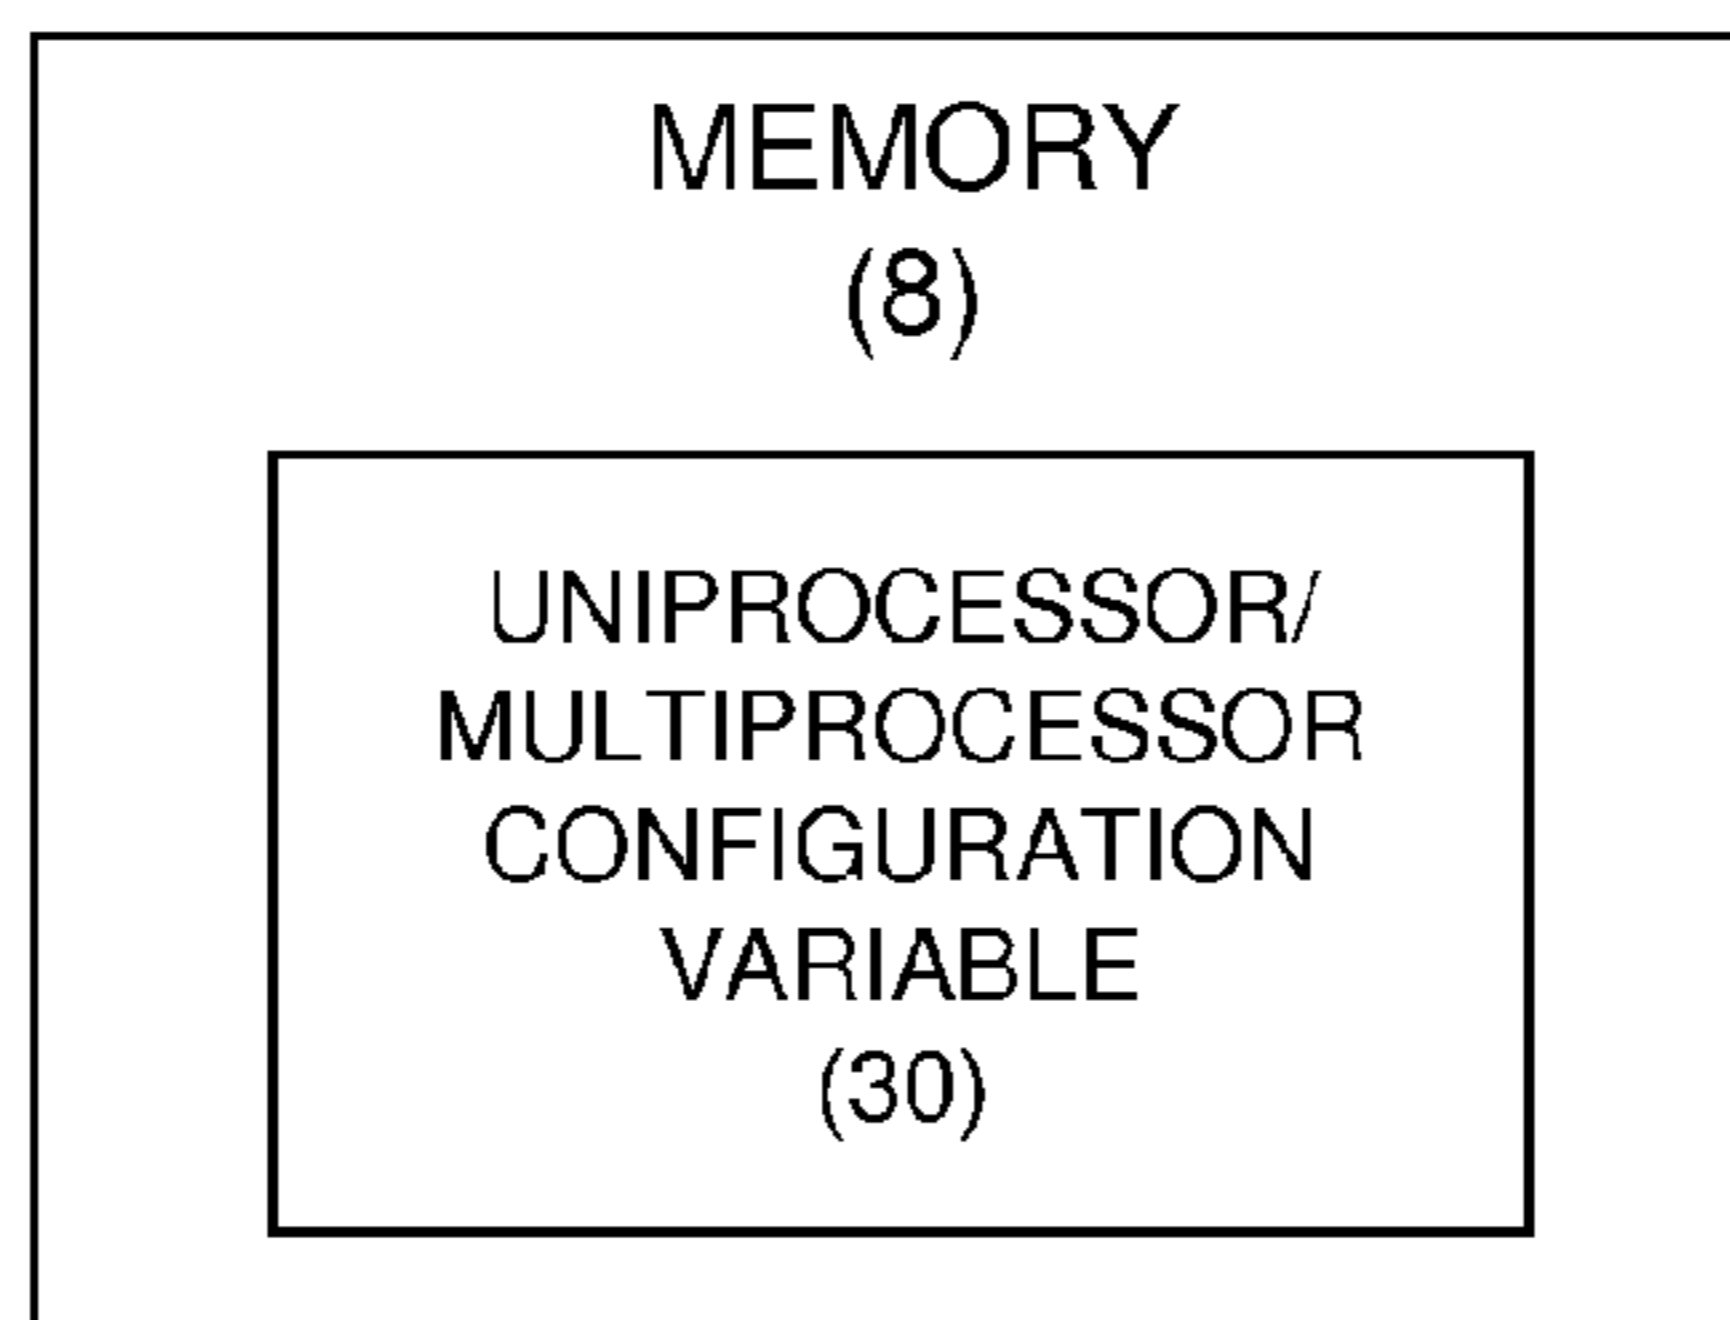 MEMORY
(8)
UNIPROCESSOR/
MULTIPROCESSOR
CONFIGURATION
VARIABLE
(30)